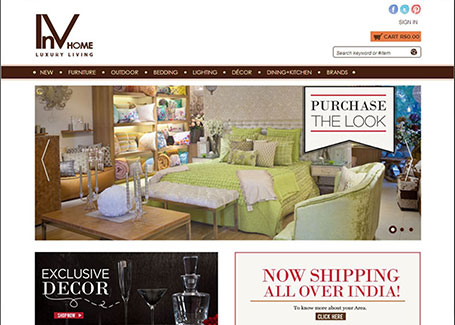 InV HOME
LUXURY LIVING
SIGN IN
CART RS0.00
Search Keyword or #item
NEW • FURNITURE • OUTDOOR • BEDDING • LIGHTING • DÉCOR • DINING+KITCHEN • BRANDS •
PURCHASE
THE LOOK
EXCLUSIVE
DECOR
SHOP NOW
NOW SHIPPING
ALL OVER INDIA!
To know more about your Area.
CLICK HERE